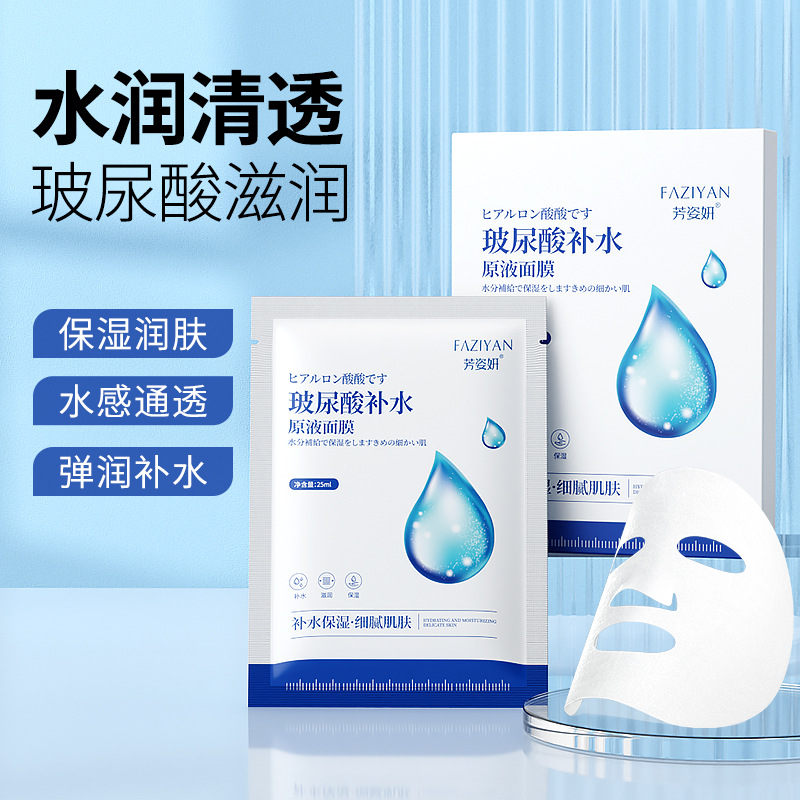 水润清透
玻尿酸滋润
保湿润肤
水感通透
弹润补水
FAZIYAN
芳姿妍®
ヒアルロン酸酸です
玻尿酸补水
原液面膜
水分補給で保湿をしますきめの細かい肌
保湿
·细腻肌肤
FAZIYAN
芳姿妍®
ヒアルロン酸酸です
玻尿酸补水
原液面膜
水分補給で保湿をしますきめの細かい肌
净含量:25ml
补水
滋润
保湿
补水保湿·细腻肌肤
HYDRATING AND MOISTURIZING
DELICATE SKIN